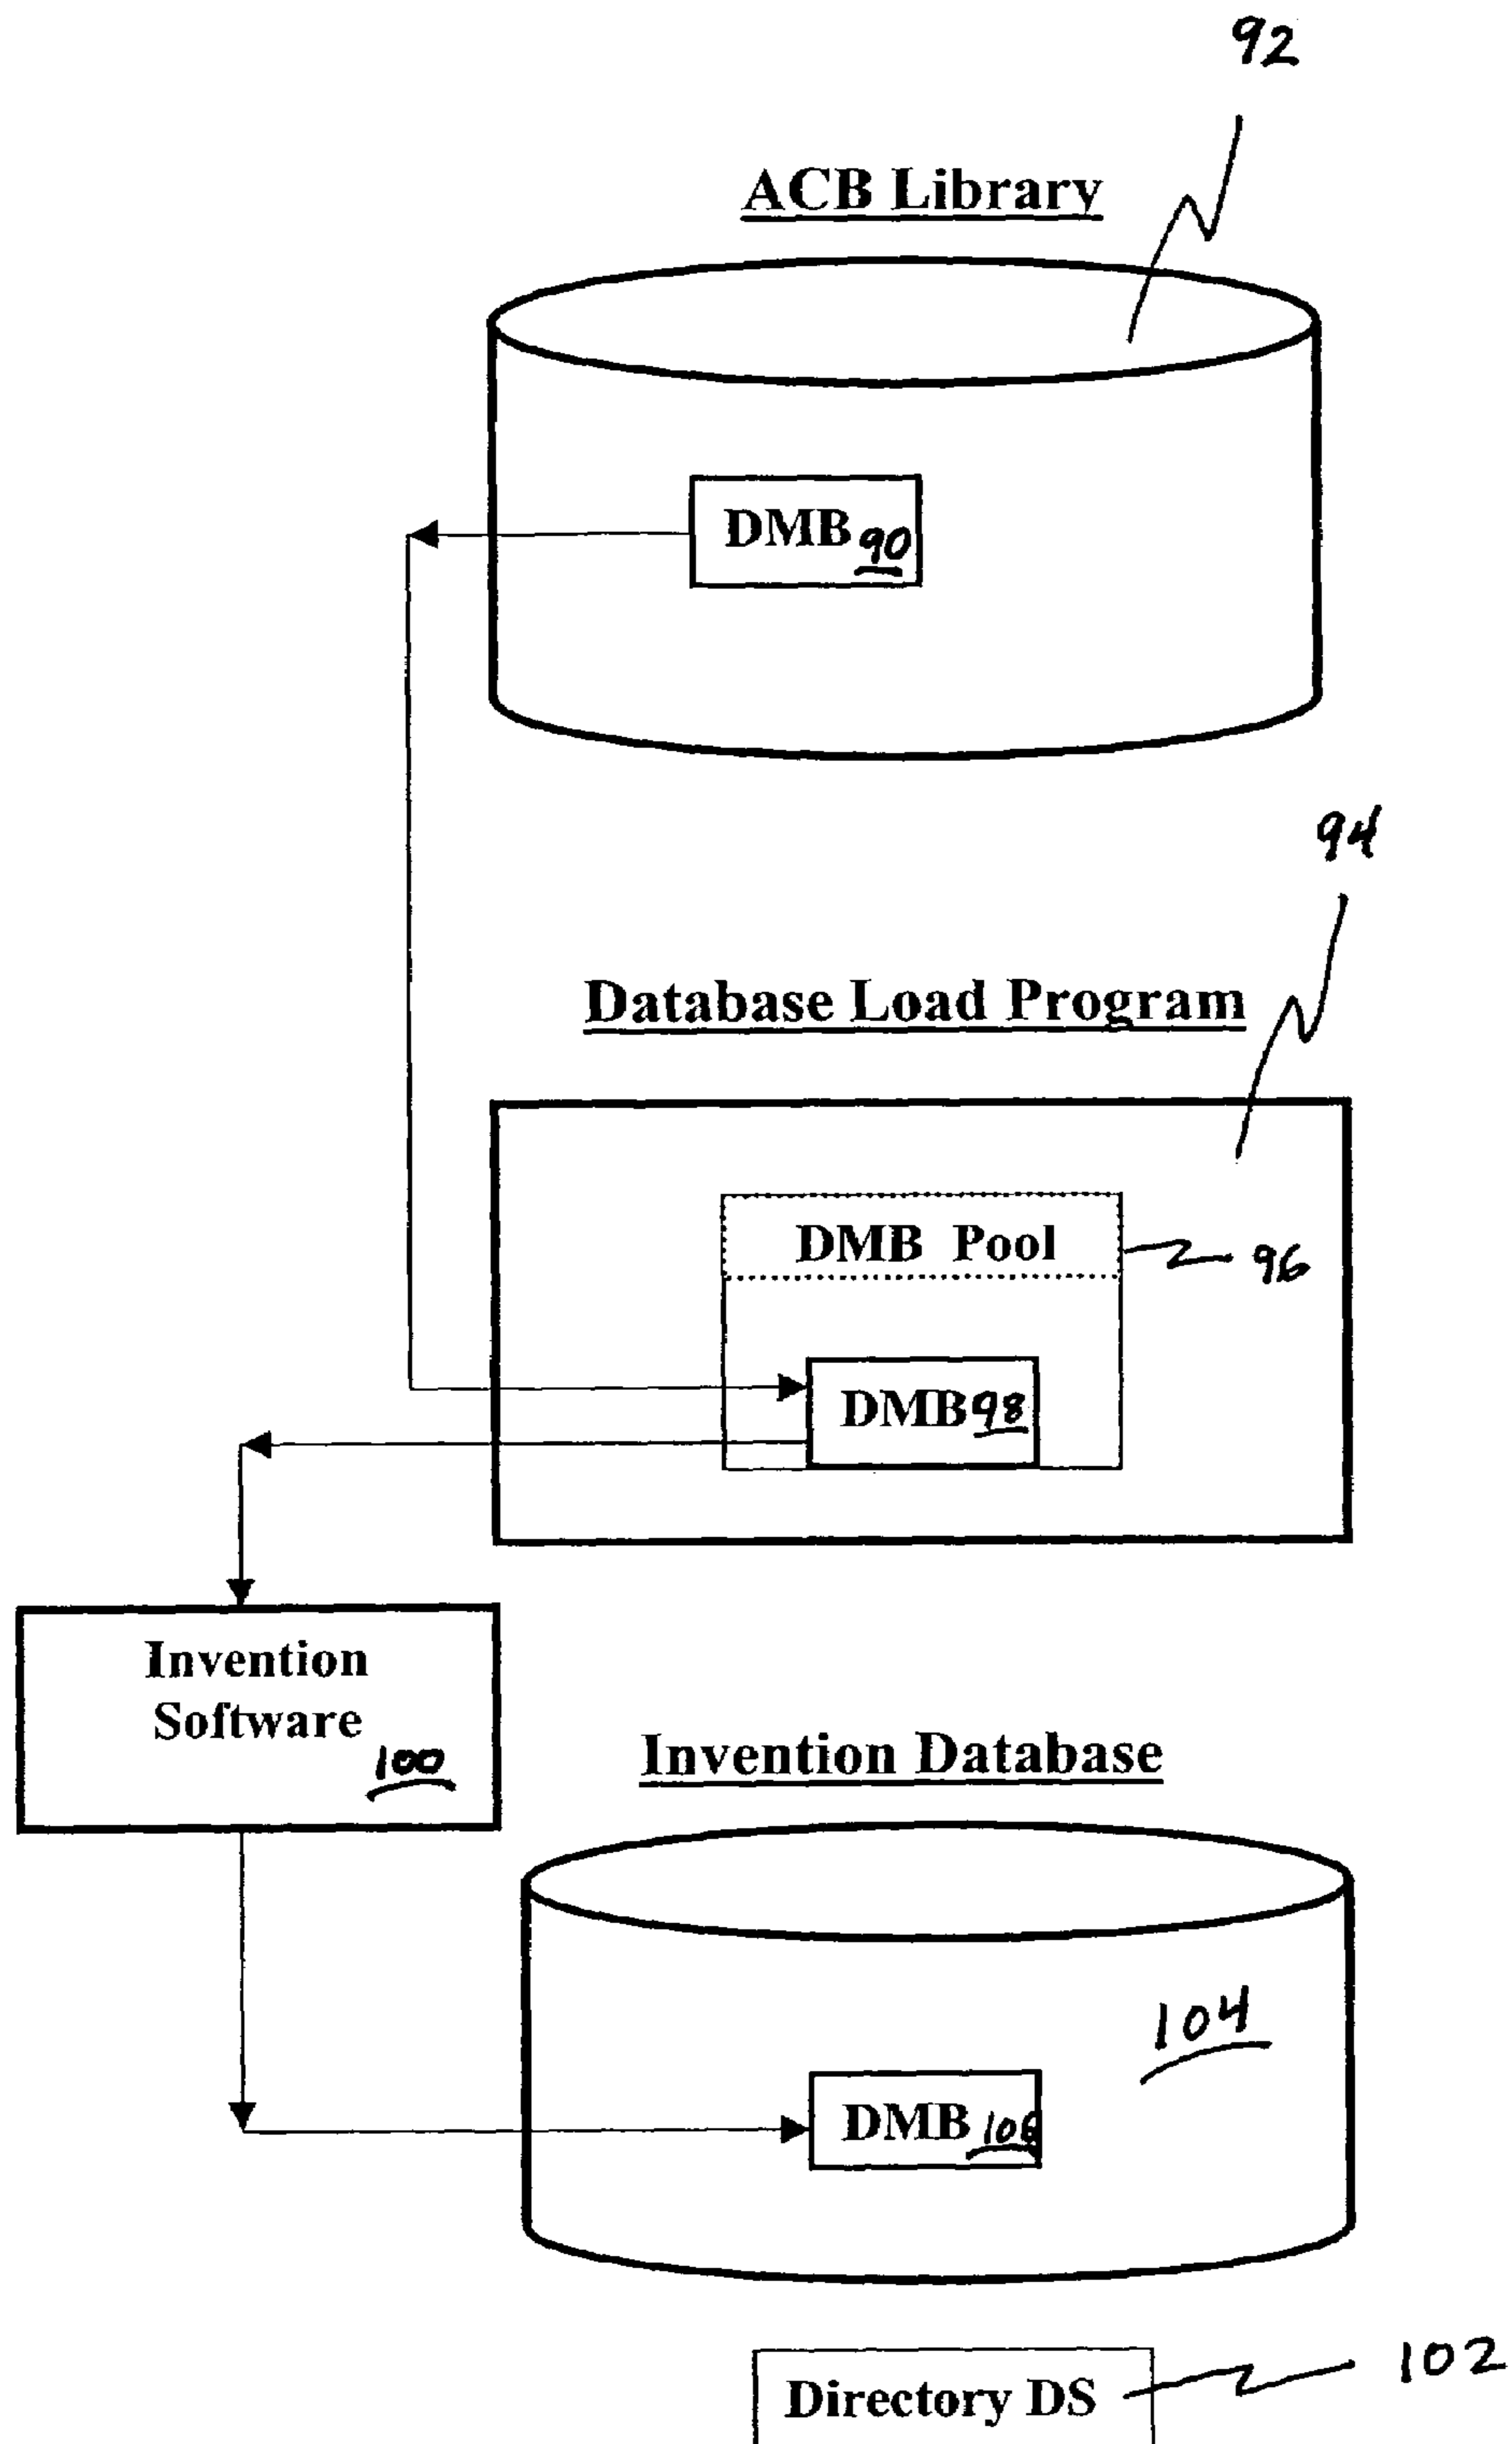 92
ACB Library
DMB 90
94
Database Load Program
DMB Pool
96
DMB 98
Invention
Software
100
Invention Database
104
DMB
Directory DS
102